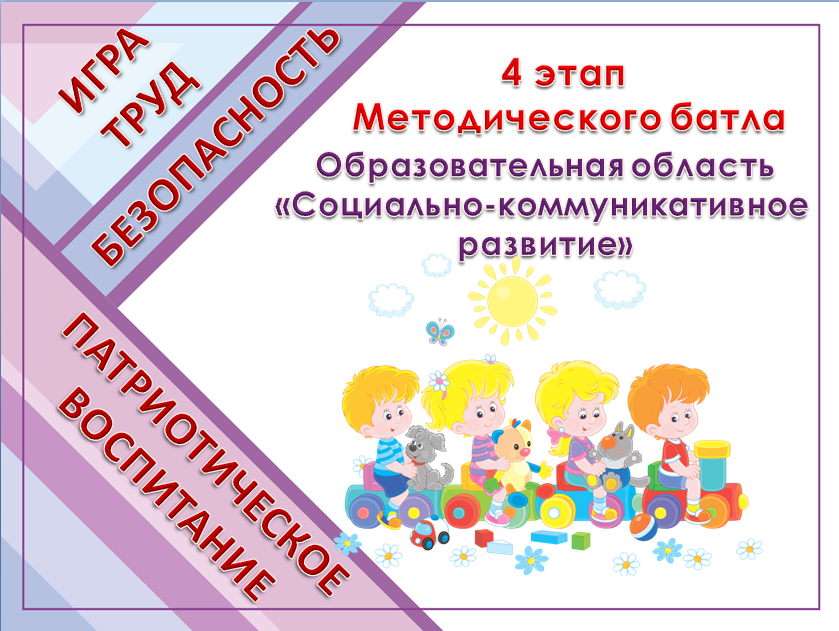 ИГРА
ТРУД
БЕЗОПАСНОСТЬ
4 этап
Методического батла
Образовательная область
«Социально-коммуникативное
развитие»
ПАТРИОТИЧЕСКОЕ
ВОСПИТАНИЕ